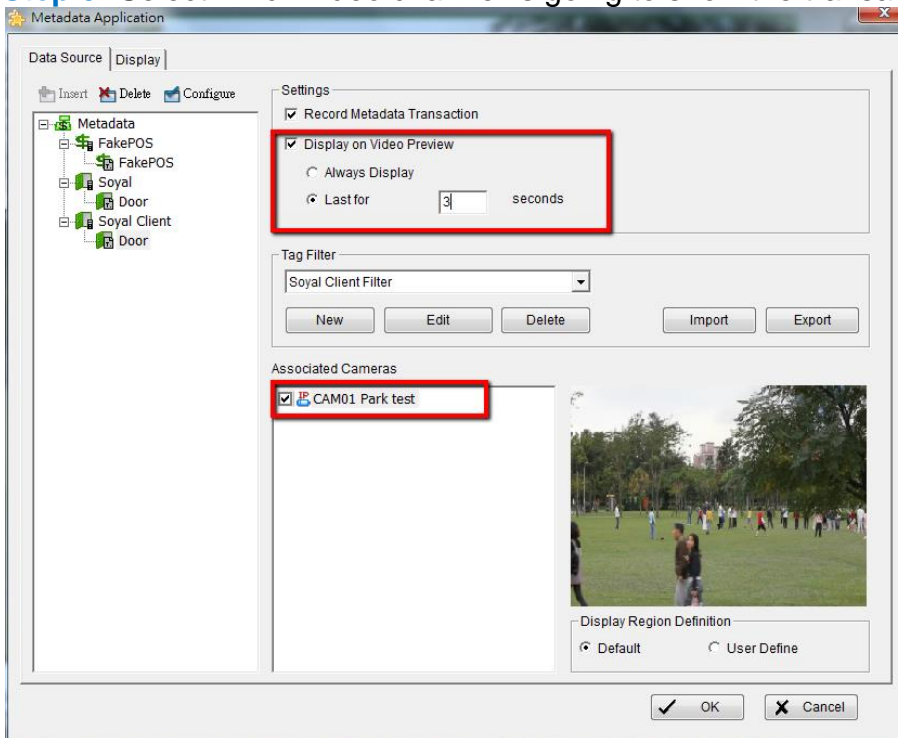 Metadata Application
X
Data Source Display
Insert Delete Configure
Metadata
FakePOS
FakePOS
Soyal
Door
Soyal Client
Door
Settings
Record Metadata Transaction
Display on Video Preview
Always Display
Last for 3 seconds
Tag Filter
Soyal Client Filter
New Edit Delete Import Export
Associated Cameras
IP CAM01 Park test
Display Region Definition
Default User Define
OK Cancel